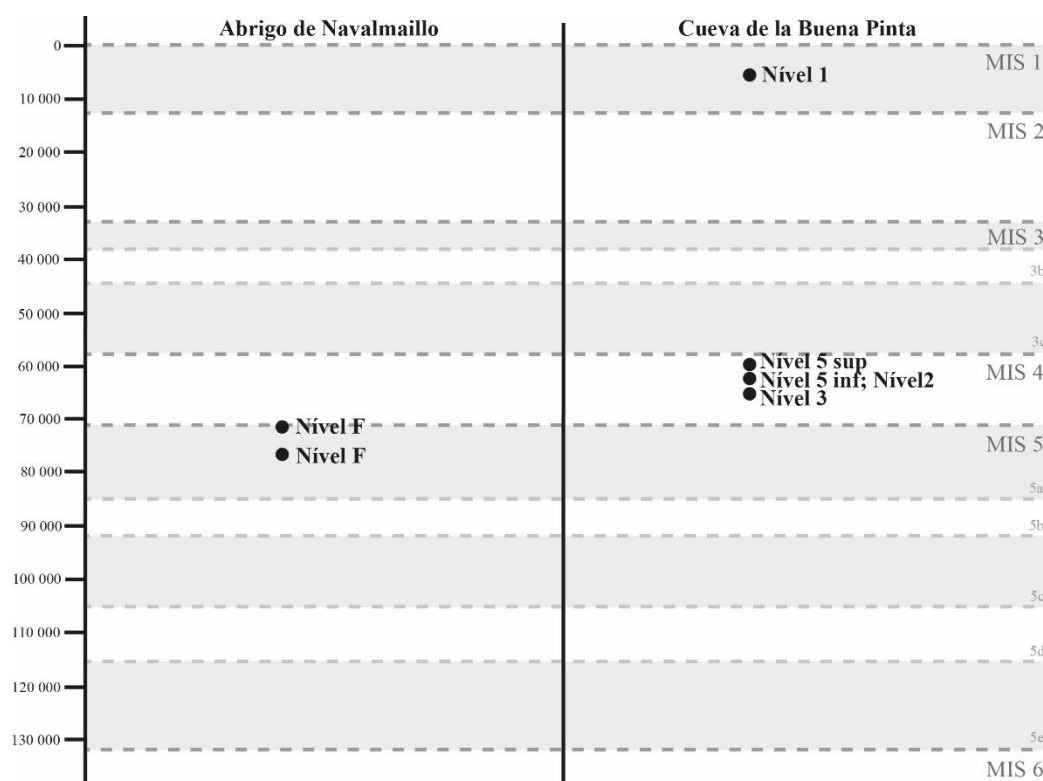 Abrigo de Navalmaillo
Cueva de la Buena Pinta
0
MIS 1
Nível 1
10 000
MIS 2
20 000
30 000
MIS 3
40 000
3b
50 000
3c
Nível 5 sup
60 000
MIS 4
Nível 5 inf; Nível2
Nível 3
70 000
Nível F
MIS 5
Nível F
80 000
5a
90 000
5b
100 000
5c
110 000
5d
120 000
130 000
5e
MIS 6